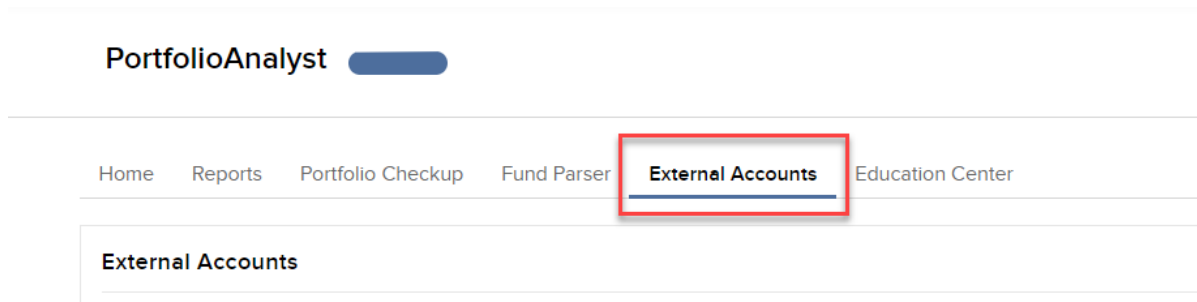 PortfolioAnalyst
Home Reports Portfolio Checkup Fund Parser External Accounts Education Center
External Accounts